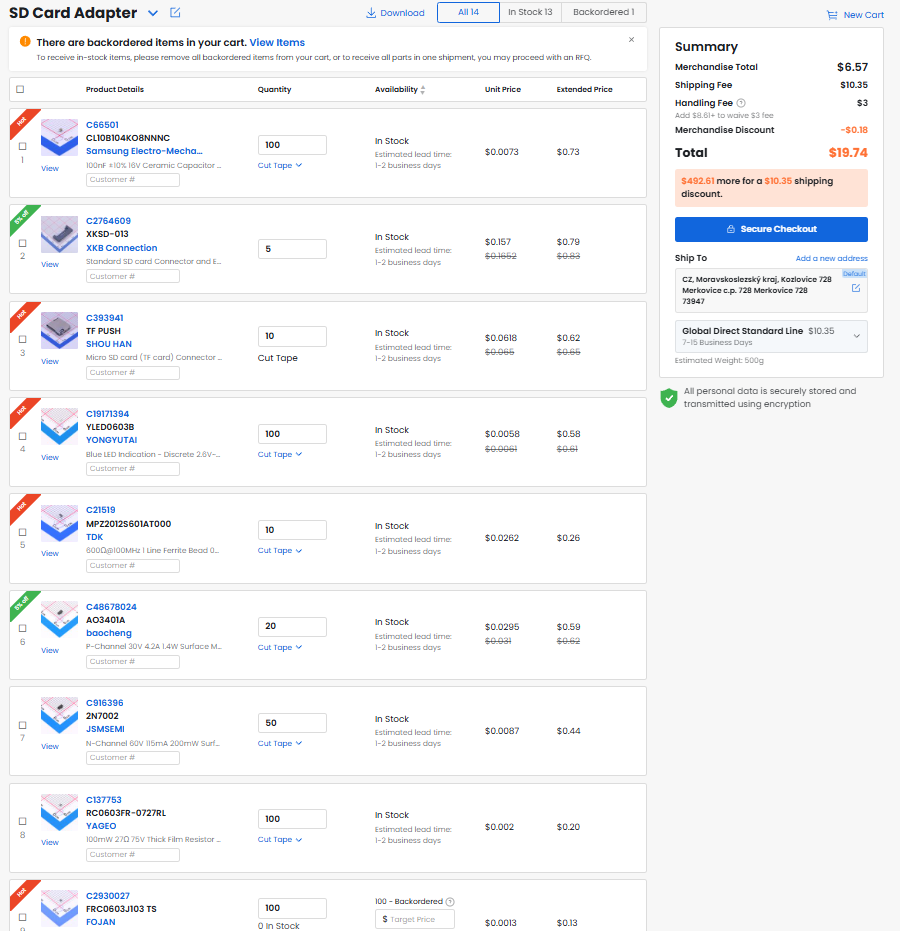 SD Card Adapter
Download
All 14
In Stock 13
Backordered 1
New Cart
There are backordered items in your cart. View Items
To receive in-stock items, please remove all backordered items from your cart, or to receive all parts in one shipment, you may proceed with an RFQ.
Product Details
Quantity
Availability
Unit Price
Extended Price
Hot
1
View
C66501
CL10B104KO8NNNC
Samsung Electro-Mecha...
100nF ±10% 16V Ceramic Capacitor ...
Customer #
100
Cut Tape
In Stock
Estimated lead time:
1-2 business days
$0.0073
$0.73
5% off
2
View
C2764609
XKSD-013
XKB Connection
Standard SD card Connector and E...
Customer #
5
In Stock
Estimated lead time:
1-2 business days
$0.157
$0.1652
$0.79
$0.83
Hot
3
View
C393941
TF PUSH
SHOU HAN
Micro SD card (TF card) Connector ...
Customer #
10
Cut Tape
In Stock
Estimated lead time:
1-2 business days
$0.0618
$0.065
$0.62
$0.65
Hot
4
View
C19171394
YLED0603B
YONGYUTAI
Blue LED Indication - Discrete 2.6V~...
Customer #
100
Cut Tape
In Stock
Estimated lead time:
1-2 business days
$0.0058
$0.0061
$0.58
$0.61
Hot
5
View
C21519
MPZ2012S601AT000
TDK
600Ω@100MHz 1 Line Ferrite Bead 0...
Customer #
10
Cut Tape
In Stock
Estimated lead time:
1-2 business days
$0.0262
$0.26
5% off
6
View
C48678024
AO3401A
baocheng
P-Channel 30V 4.2A 1.4W Surface M...
Customer #
20
Cut Tape
In Stock
Estimated lead time:
1-2 business days
$0.0295
$0.031
$0.59
$0.62
7
View
C916396
2N7002
JSMSEMI
N-Channel 60V 115mA 200mW Surf...
Customer #
50
Cut Tape
In Stock
Estimated lead time:
1-2 business days
$0.0087
$0.44
8
View
C137753
RC0603FR-0727RL
YAGEO
100mW 27Ω 75V Thick Film Resistor ...
Customer #
100
Cut Tape
In Stock
Estimated lead time:
1-2 business days
$0.002
$0.20
Hot
9
C2930027
FRC0603J103 TS
FOJAN
100
0 In Stock
100 - Backordered
$ Target Price
$0.0013
$0.13
Summary
Merchandise Total $6.57
Shipping Fee $10.35
Handling Fee $3
Add $8.61+ to waive $3 fee
Merchandise Discount -$0.18
Total $19.74
$492.61 more for a $10.35 shipping
discount.
Secure Checkout
Ship To
Add a new address
Default
CZ, Moravskoslezský kraj, Kozlovice 728
Merkovice c.p. 728 Merkovice 728
73947
Global Direct Standard Line $10.35
7-15 Business Days
Estimated Weight: 500g
All personal data is securely stored and
transmitted using encryption